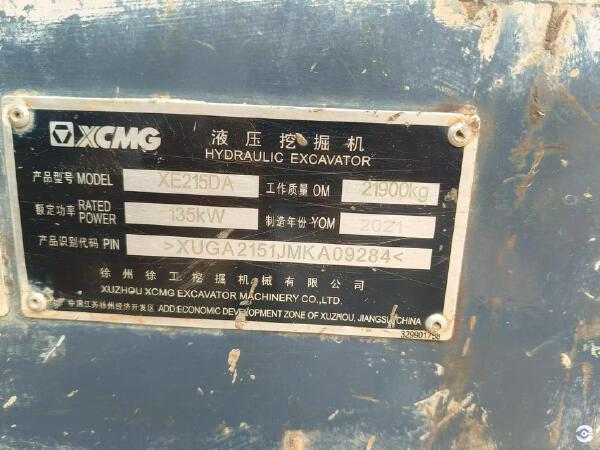 XCMG 液压挖掘机
HYDRAULIC EXCAVATOR
产品型号 MODEL XE215DA 工作质量 OM 21900kg
额定功率 RATED POWER 135kW 制造年份 YOM 2021
产品识别代码 PIN >XUGA2151JMKA09284<
徐州徐工挖掘机械有限公司
XUZHOU XCMG EXCAVATOR MACHINERY CO.,LTD.
中国江苏徐州经济开发区 ADD:ECONOMIC DEVELOPMENT ZONE OF XUZHOU, JIANGSU,CHINA
329901758